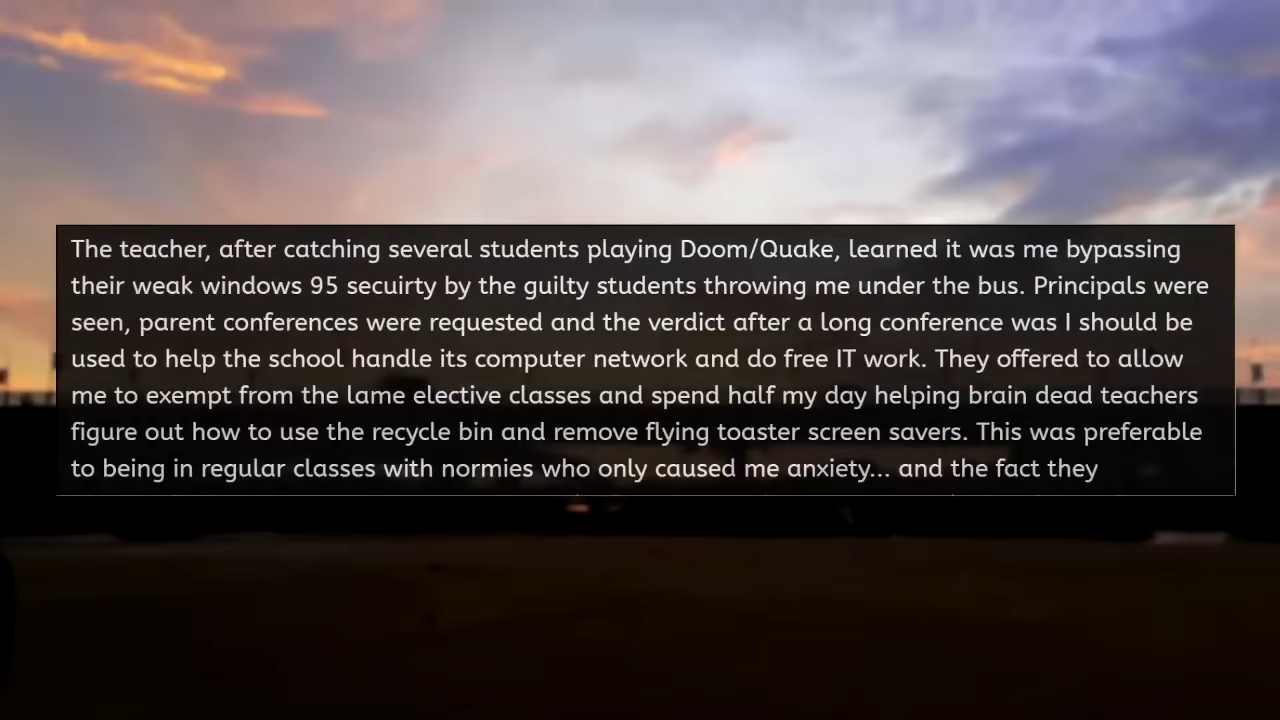 The teacher, after catching several students playing Doom/Quake, learned it was me bypassing
their weak windows 95 secuirty by the guilty students throwing me under the bus. Principals were
seen, parent conferences were requested and the verdict after a long conference was I should be
used to help the school handle its computer network and do free IT work. They offered to allow
me to exempt from the lame elective classes and spend half my day helping brain dead teachers
figure out how to use the recycle bin and remove flying toaster screen savers. This was preferable
to being in regular classes with normies who only caused me anxiety... and the fact they